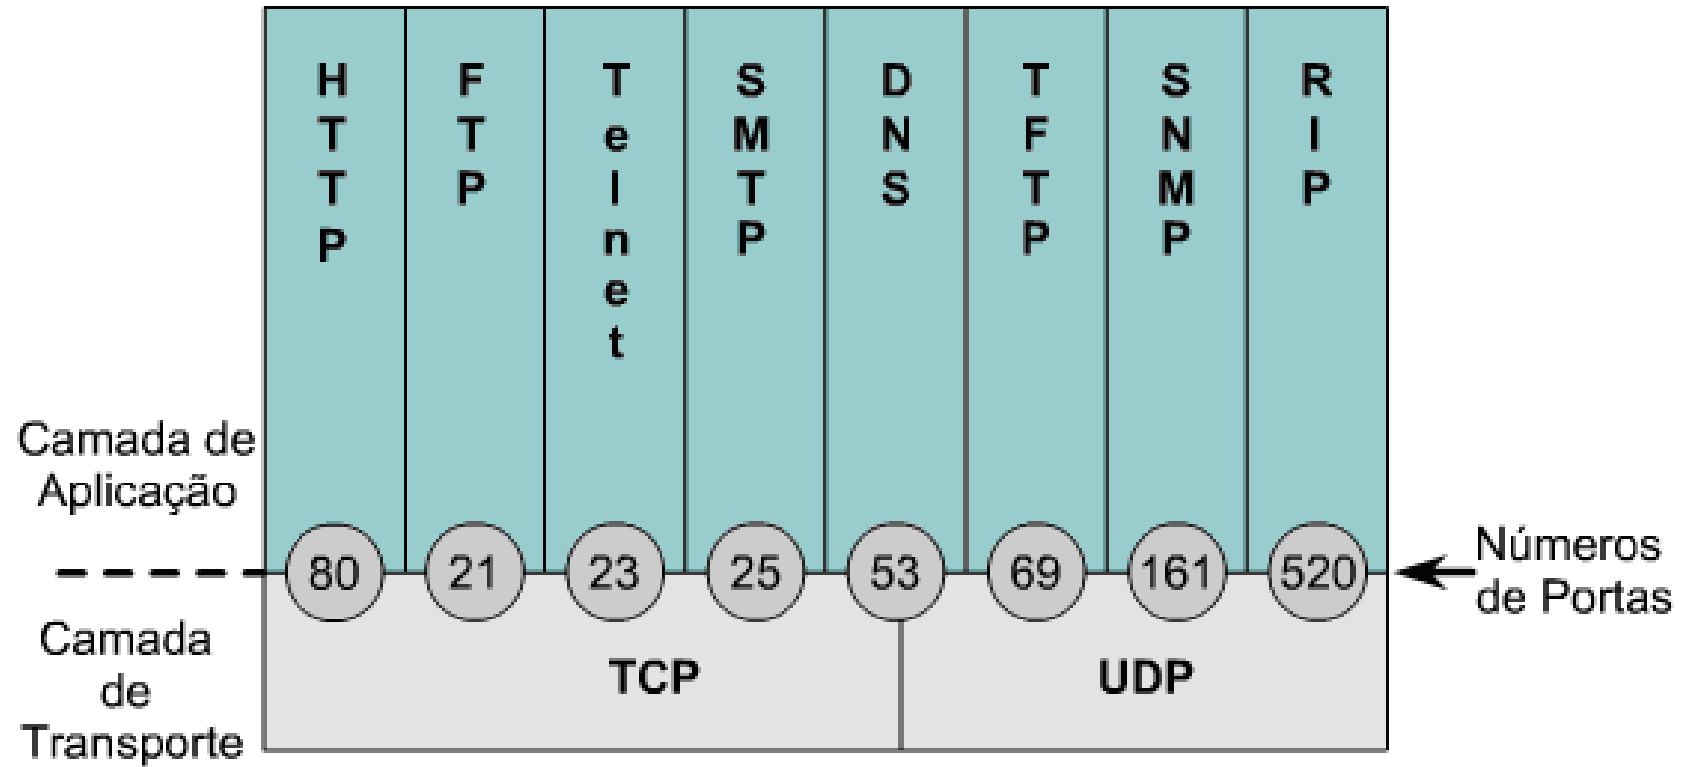 HTTP
FTP
Telnet
SMTP
DNS
TFTP
SNMP
RIP
Camada de
Aplicação
80
21
23
25
53
69
161
520
Números
de Portas
Camada
de
Transporte
TCP
UDP